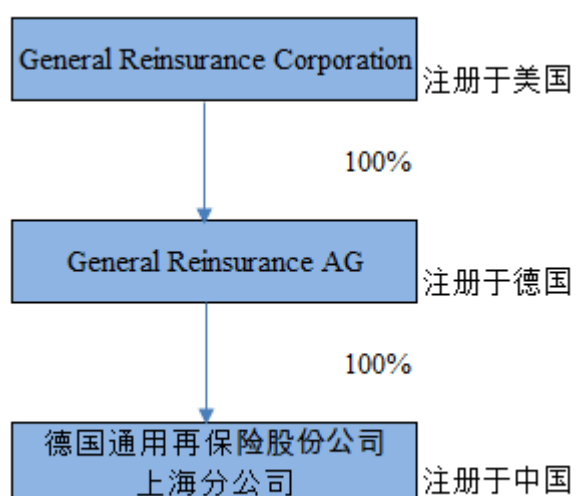 General Reinsurance Corporation
注册于美国
100%
General Reinsurance AG
注册于德国
100%
德国通用再保险股份公司
上海分公司
注册于中国